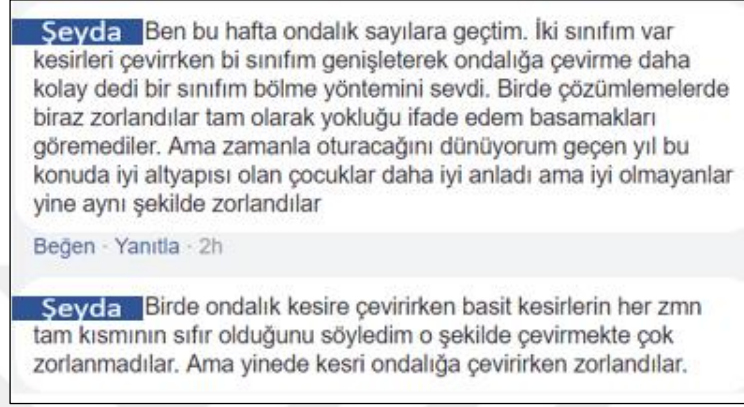 Şeyda Ben bu hafta ondalık sayılara geçtim. İki sınıfım var
kesirleri çevirrken bi sınıfım genişleterek ondalığa çevirme daha
kolay dedi bir sınıfım bölme yöntemini sevdi. Birde çözümlemelerde
biraz zorlandılar tam olarak yokluğu ifade edem basamakları
göremediler. Ama zamanla oturacağını dünüyorum geçen yıl bu
konuda iyi altyapısı olan çocuklar daha iyi anladı ama iyi olmayanlar
yine aynı şekilde zorlandılar
Beğen · Yanıtla · 2h
Şeyda Birde ondalık kesire çevirirken basit kesirlerin her zmn
tam kısmının sıfır olduğunu söyledim o şekilde çevirmekte çok
zorlanmadılar. Ama yinede kesri ondalığa çevirirken zorlandılar.